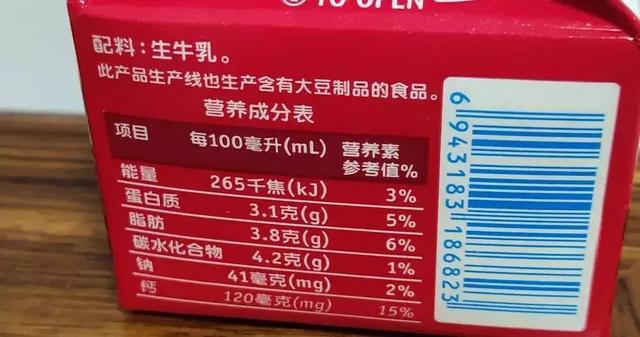 TO OPEN
配料：生牛乳。
此产品生产线也生产含有大豆制品的食品。
营养成分表
项目 每100毫升(mL) 营养素参考值%
能量 265千焦(kJ) 3%
蛋白质 3.1克(g) 5%
脂肪 3.8克(g) 6%
碳水化合物 4.2克(g) 1%
钠 41毫克(mg) 2%
钙 120毫克(mg) 15%
6 943183 186823